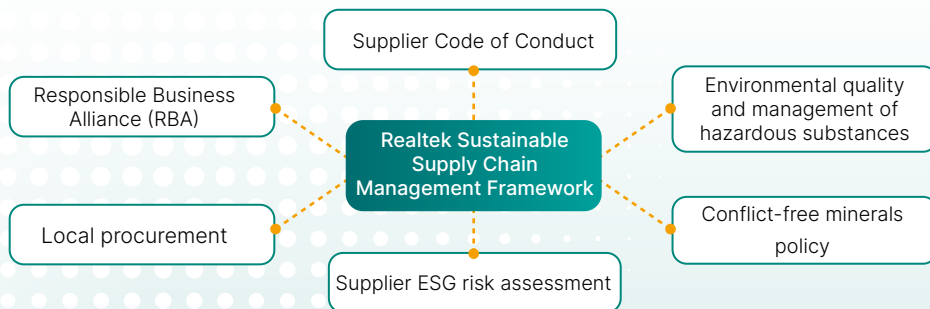 Supplier Code of Conduct
Responsible Business
Alliance (RBA)
Environmental quality
and management of
hazardous substances
Realtek Sustainable
Supply Chain
Management Framework
Local procurement
Conflict-free minerals
policy
Supplier ESG risk assessment